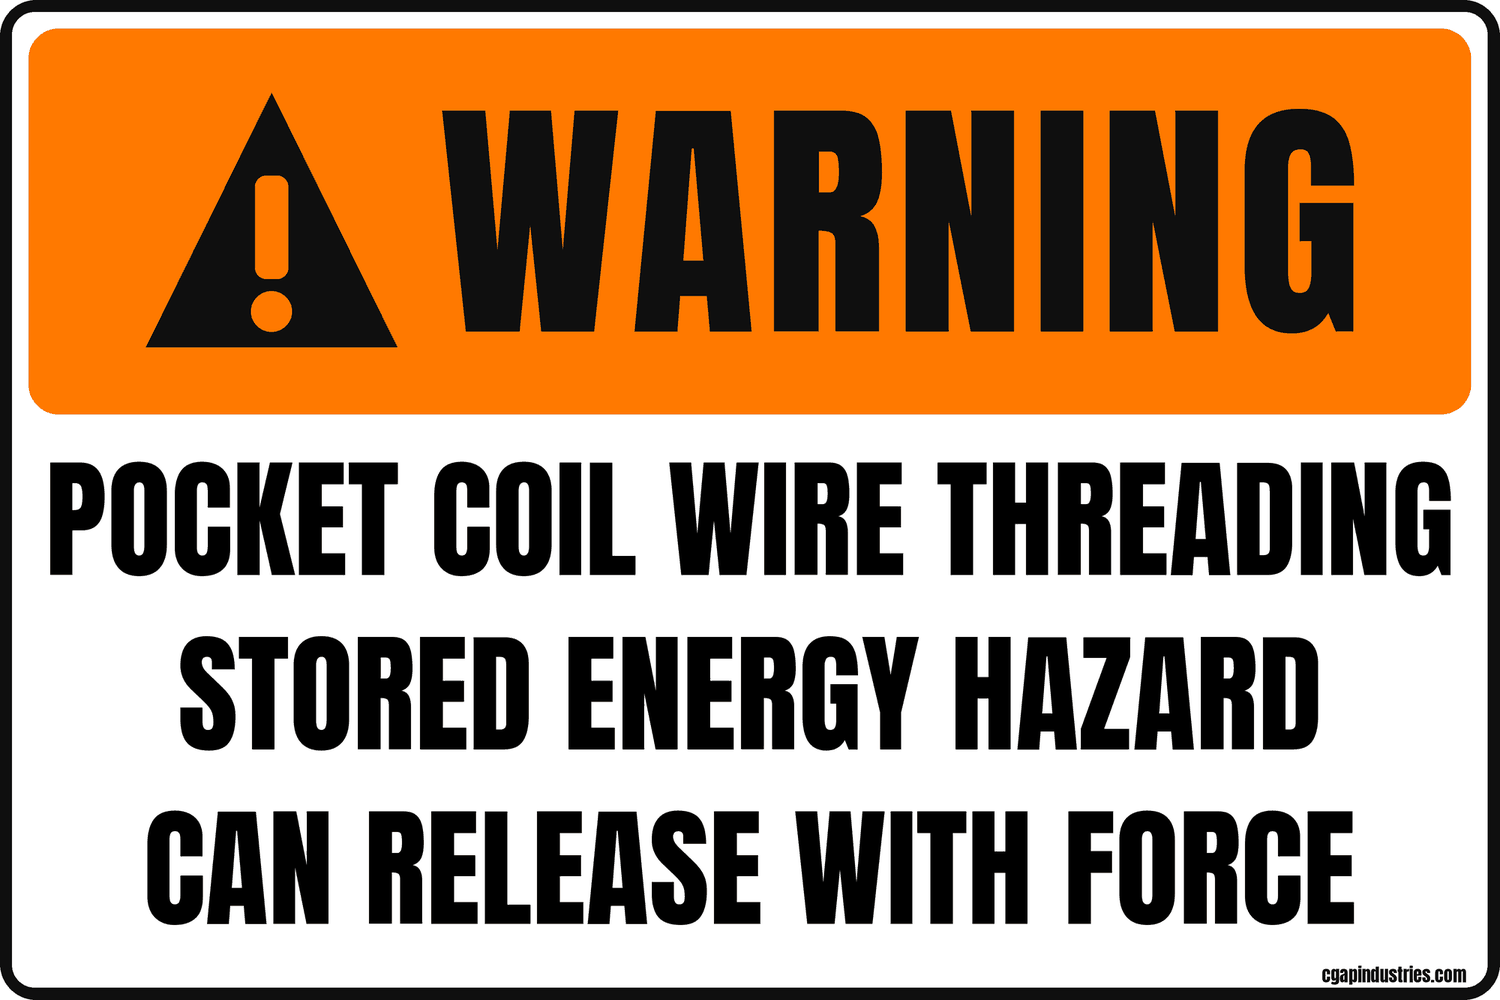 WARNING
POCKET COIL WIRE THREADING
STORED ENERGY HAZARD
CAN RELEASE WITH FORCE
cgapindustries.com